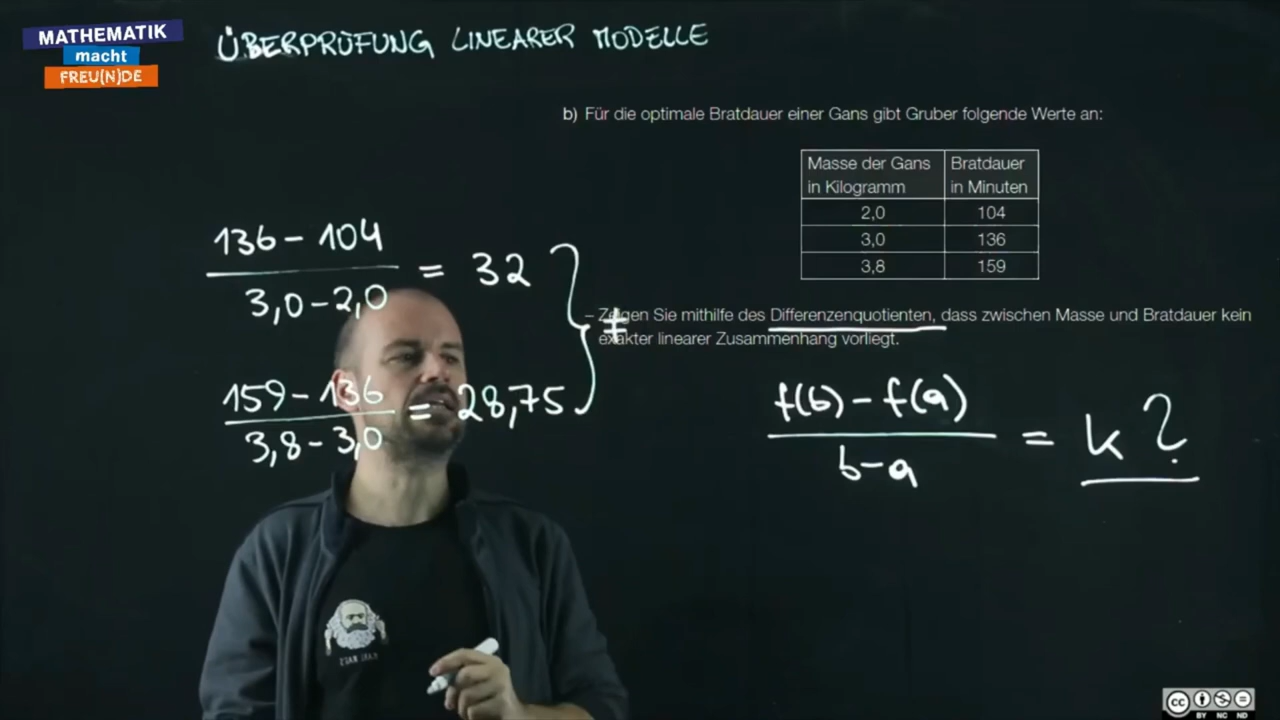 MATHEMATIK
macht
FREU(N)DE
ÜBERPRÜFUNG LINEARER MODELLE
b) Für die optimale Bratdauer einer Gans gibt Gruber folgende Werte an:
Masse der Gans in Kilogramm | Bratdauer in Minuten
2,0 | 104
3,0 | 136
3,8 | 159
– Zeigen Sie mithilfe des Differenzenquotienten, dass zwischen Masse und Bratdauer kein
exakter linearer Zusammenhang vorliegt.
136 – 104
3,0 – 2,0
= 32
≠
159 – 136
3,8 – 3,0
= 28,75
f(b) – f(a)
b – a
= k ?
KARL MARX
cc
BY NC ND